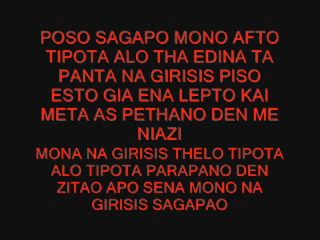 POSO SAGAPO MONO AFTO
TIPOTA ALO THA EDINA TA
PANTA NA GIRISIS PISO
ESTO GIA ENA LEPTO KAI
META AS PETHANO DEN ME
NIAZI
MONA NA GIRISIS THELO TIPOTA
ALO TIPOTA PARAPANO DEN
ZITAO APO SENA MONO NA
GIRISIS SAGAPAO